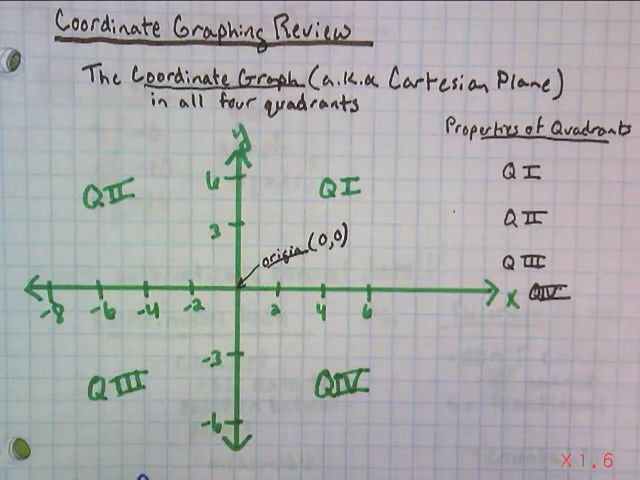 Coordinate Graphing Review
The Coordinate Graph (a.k.a Cartesian Plane)
in all four quadrants
Properties of Quadrants
y
6
QII
QI
QI
3
QII
origin (0,0)
QIII
x
QIV
-8 -6 -4 -2 2 4 6
-3
QIII
QIV
-6
X1.6